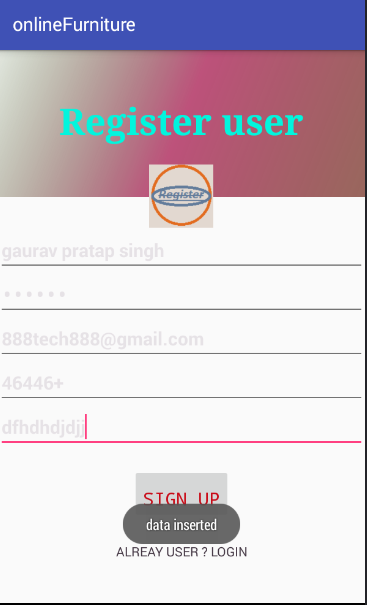 onlineFurniture
Register user
Register
gaurav pratap singh
••••••
888tech888@gmail.com
46446+
dfhdhdjdjj
SIGN UP
data inserted
ALREAY USER ? LOGIN